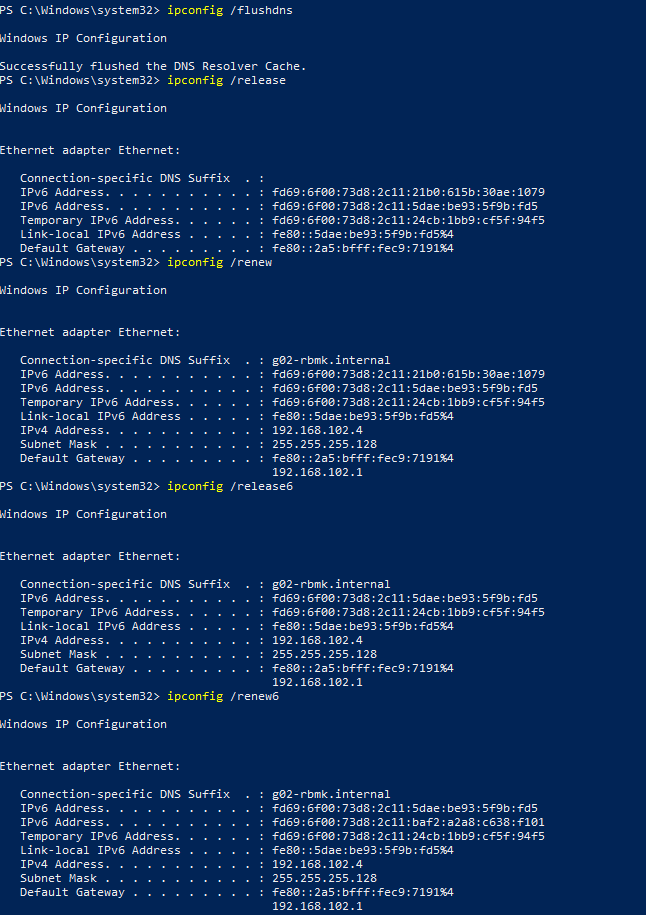 PS C:\Windows\system32> ipconfig /flushdns
Windows IP Configuration
Successfully flushed the DNS Resolver Cache.
PS C:\Windows\system32> ipconfig /release
Windows IP Configuration
Ethernet adapter Ethernet:
Connection-specific DNS Suffix  . :
IPv6 Address. . . . . . . . . . . : fd69:6f00:73d8:2c11:21b0:615b:30ae:1079
IPv6 Address. . . . . . . . . . . : fd69:6f00:73d8:2c11:5dae:be93:5f9b:fd5
Temporary IPv6 Address. . . . . . : fd69:6f00:73d8:2c11:24cb:1bb9:cf5f:94f5
Link-local IPv6 Address . . . . . : fe80::5dae:be93:5f9b:fd5%4
Default Gateway . . . . . . . . . : fe80::2a5:bfff:fec9:7191%4
PS C:\Windows\system32> ipconfig /renew
Windows IP Configuration
Ethernet adapter Ethernet:
Connection-specific DNS Suffix  . : g02-rbmk.internal
IPv6 Address. . . . . . . . . . . : fd69:6f00:73d8:2c11:21b0:615b:30ae:1079
IPv6 Address. . . . . . . . . . . : fd69:6f00:73d8:2c11:5dae:be93:5f9b:fd5
Temporary IPv6 Address. . . . . . : fd69:6f00:73d8:2c11:24cb:1bb9:cf5f:94f5
Link-local IPv6 Address . . . . . : fe80::5dae:be93:5f9b:fd5%4
IPv4 Address. . . . . . . . . . . : 192.168.102.4
Subnet Mask . . . . . . . . . . . : 255.255.255.128
Default Gateway . . . . . . . . . : fe80::2a5:bfff:fec9:7191%4
192.168.102.1
PS C:\Windows\system32> ipconfig /release6
Windows IP Configuration
Ethernet adapter Ethernet:
Connection-specific DNS Suffix  . : g02-rbmk.internal
IPv6 Address. . . . . . . . . . . : fd69:6f00:73d8:2c11:5dae:be93:5f9b:fd5
Temporary IPv6 Address. . . . . . : fd69:6f00:73d8:2c11:24cb:1bb9:cf5f:94f5
Link-local IPv6 Address . . . . . : fe80::5dae:be93:5f9b:fd5%4
IPv4 Address. . . . . . . . . . . : 192.168.102.4
Subnet Mask . . . . . . . . . . . : 255.255.255.128
Default Gateway . . . . . . . . . : fe80::2a5:bfff:fec9:7191%4
192.168.102.1
PS C:\Windows\system32> ipconfig /renew6
Windows IP Configuration
Ethernet adapter Ethernet:
Connection-specific DNS Suffix  . : g02-rbmk.internal
IPv6 Address. . . . . . . . . . . : fd69:6f00:73d8:2c11:5dae:be93:5f9b:fd5
IPv6 Address. . . . . . . . . . . : fd69:6f00:73d8:2c11:baf2:a2a8:c638:f101
Temporary IPv6 Address. . . . . . : fd69:6f00:73d8:2c11:24cb:1bb9:cf5f:94f5
Link-local IPv6 Address . . . . . : fe80::5dae:be93:5f9b:fd5%4
IPv4 Address. . . . . . . . . . . : 192.168.102.4
Subnet Mask . . . . . . . . . . . : 255.255.255.128
Default Gateway . . . . . . . . . : fe80::2a5:bfff:fec9:7191%4
192.168.102.1